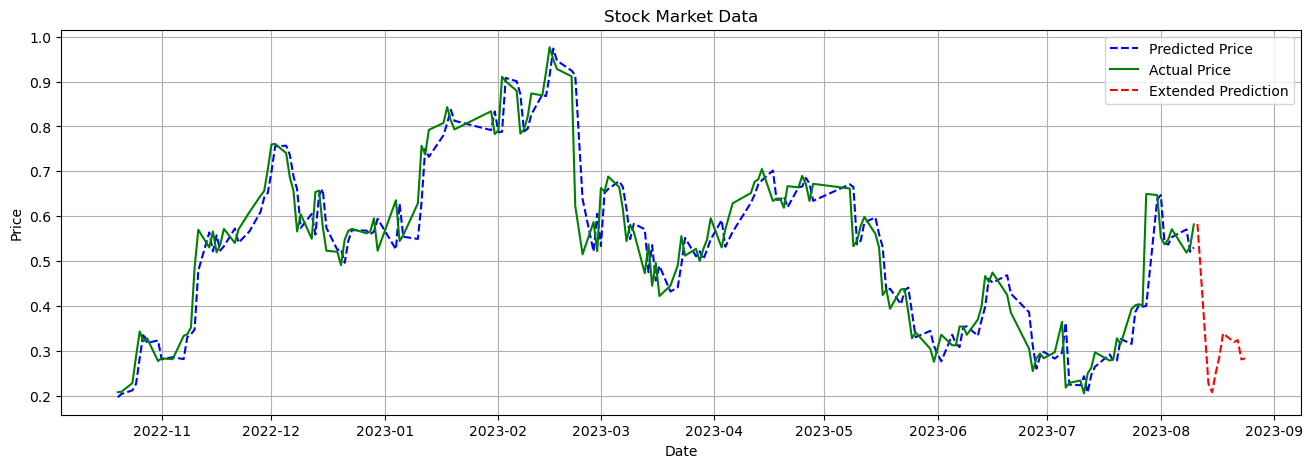 Stock Market Data
Predicted Price
Actual Price
Extended Prediction
Price
1.0
0.9
0.8
0.7
0.6
0.5
0.4
0.3
0.2
2022-11 2022-12 2023-01 2023-02 2023-03 2023-04 2023-05 2023-06 2023-07 2023-08 2023-09
Date